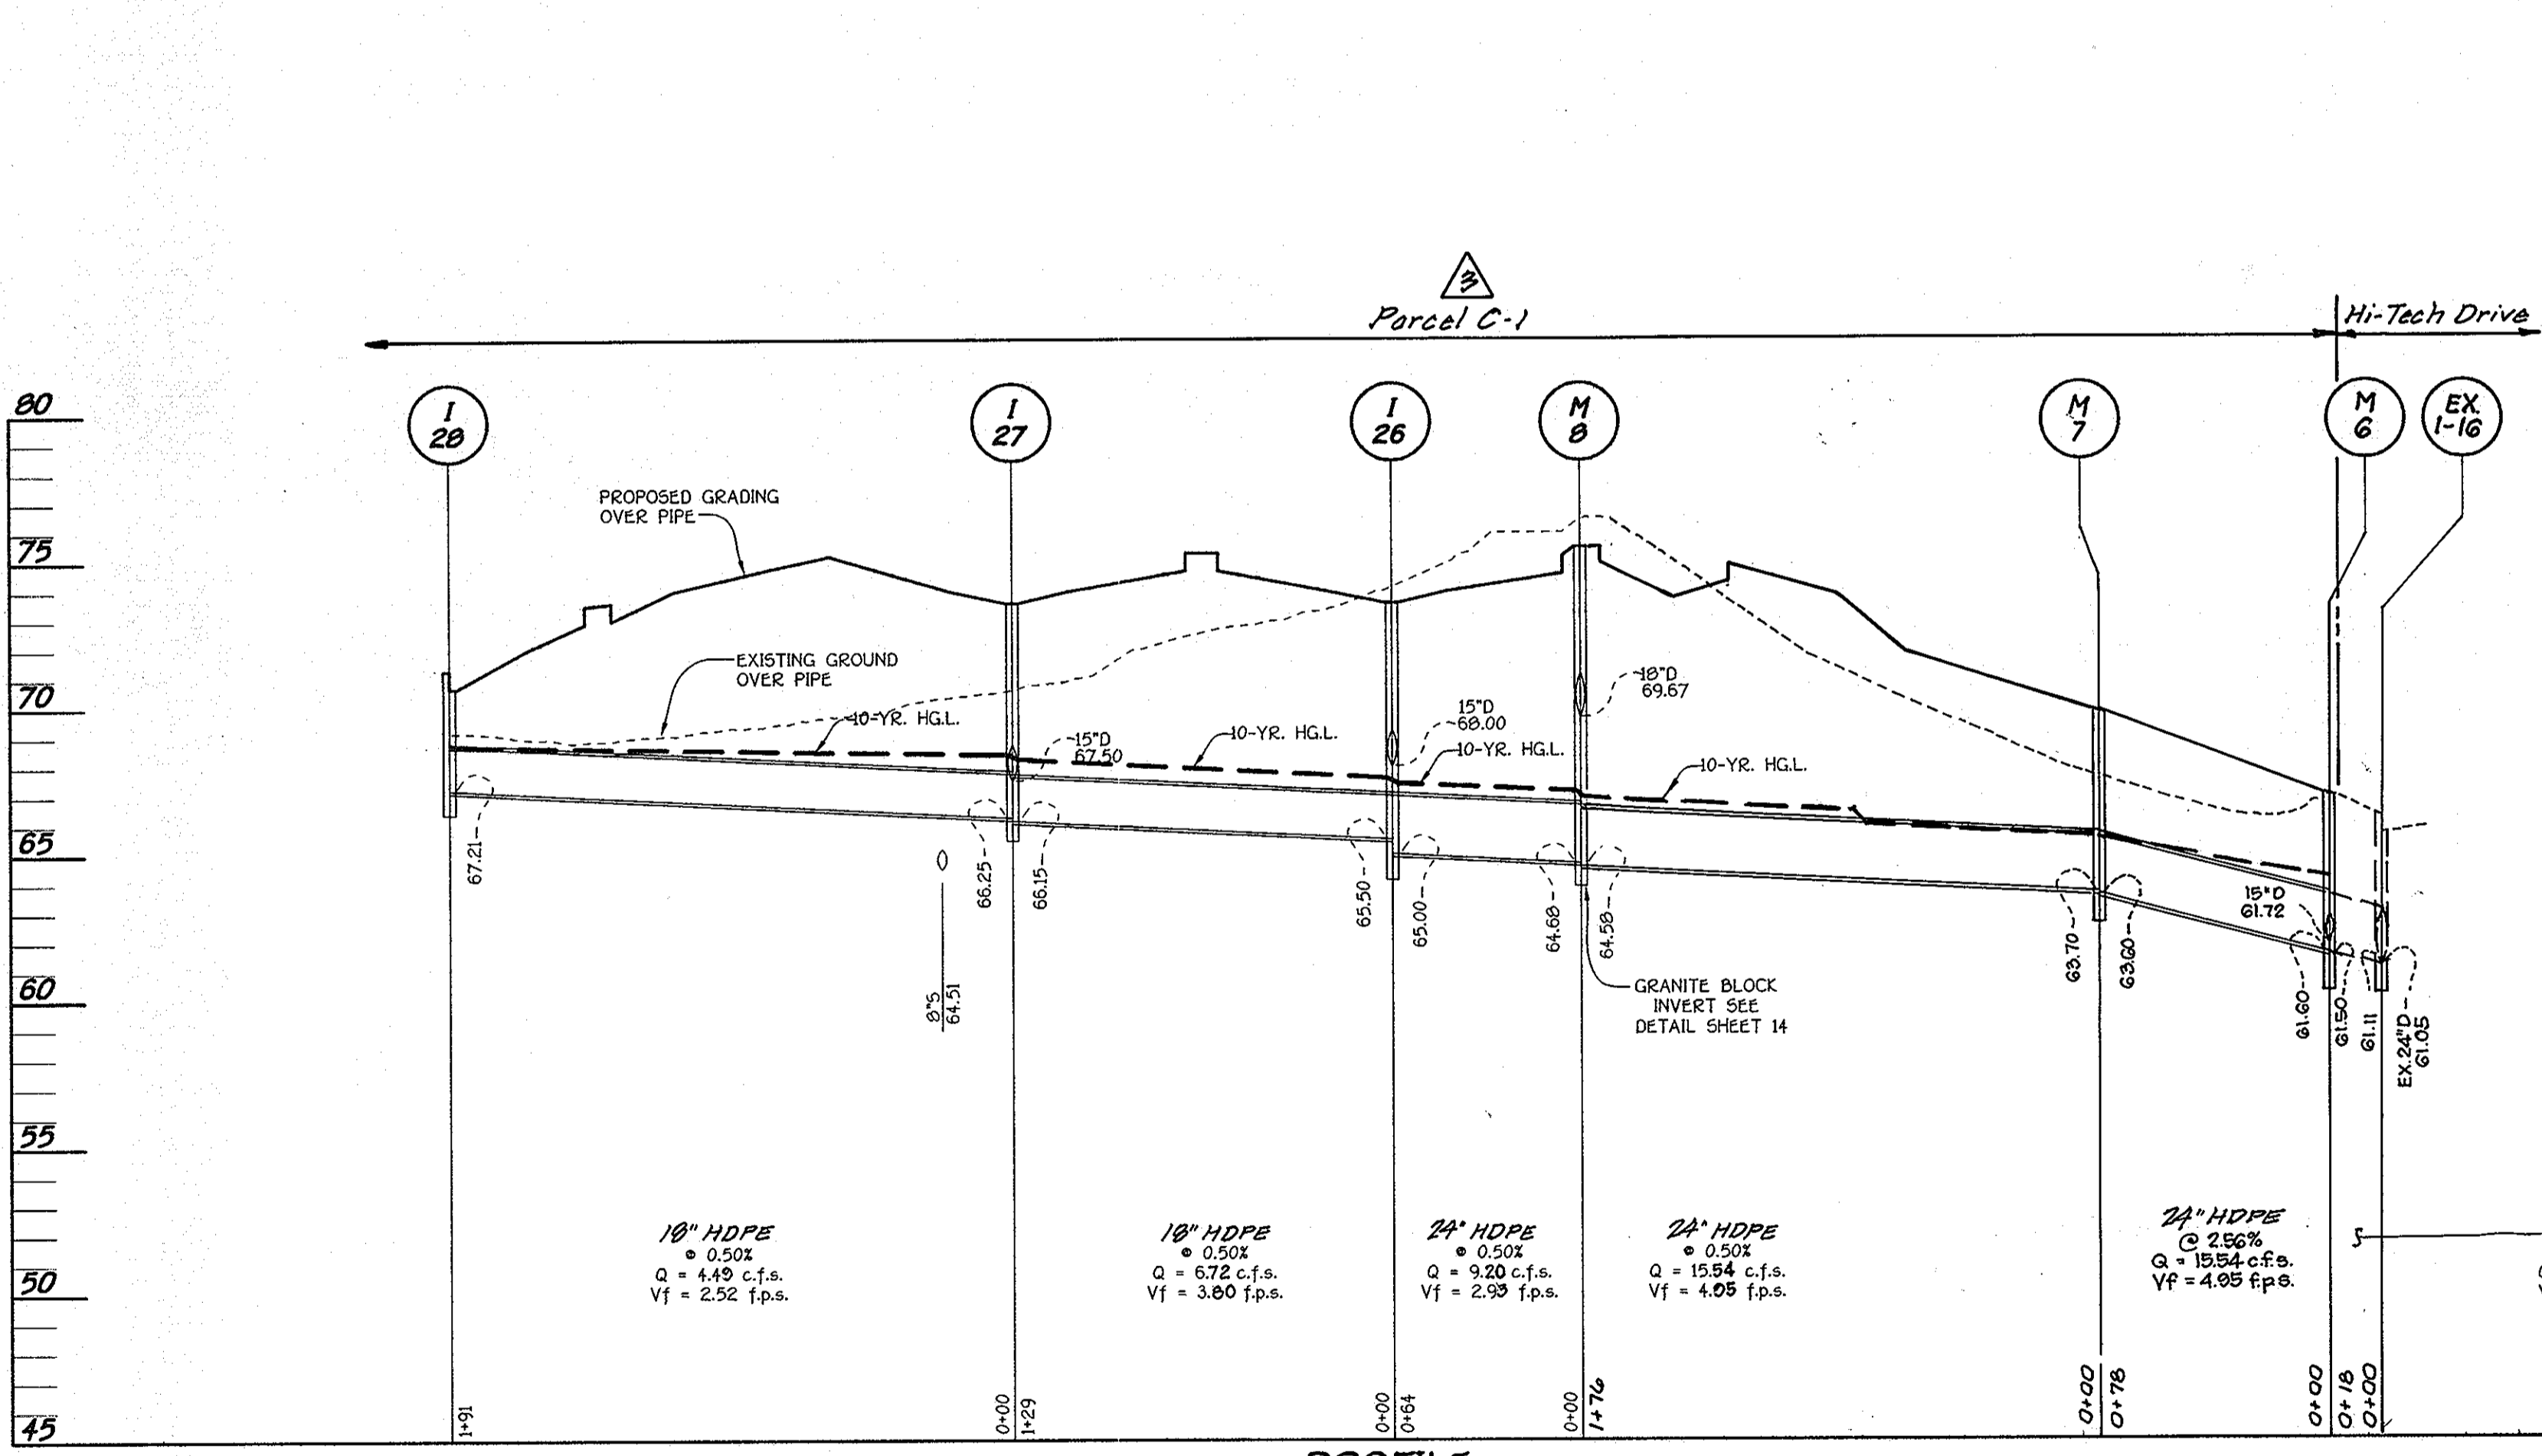 3
Parcel C-1
Hi-Tech Drive
80
75
70
65
60
55
50
45
I
28
I
27
I
26
M
8
M
7
M
6
EX.
I-16
PROPOSED GRADING
OVER PIPE
EXISTING GROUND
OVER PIPE
10-YR. HG.L.
15"D
67.50
10-YR. HG.L.
15"D
68.00
10-YR. HG.L.
18"D
69.67
10-YR. HG.L.
67.21
8"S
64.51
66.25
66.15
65.50
65.00
64.68
64.58
GRANITE BLOCK
INVERT SEE
DETAIL SHEET 14
63.70
63.60
15"D
61.72
61.60
61.50
61.11
EX.24"D
61.05
18" HDPE
@ 0.50%
Q = 4.49 c.f.s.
Vf = 2.52 f.p.s.
18" HDPE
@ 0.50%
Q = 6.72 c.f.s.
Vf = 3.80 f.p.s.
24" HDPE
@ 0.50%
Q = 9.20 c.f.s.
Vf = 2.93 f.p.s.
24" HDPE
@ 0.50%
Q = 15.54 c.f.s.
Vf = 4.95 f.p.s.
24" HDPE
@ 2.56%
Q = 15.54 c.f.s.
Vf = 4.95 f.p.s.
1+91
0+00
1+29
0+00
0+64
0+00
1+76
0+00
0+78
0+00
0+18
0+00
PROFILE